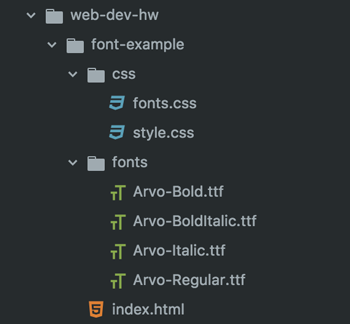 web-dev-hw
font-example
css
fonts.css
style.css
fonts
Arvo-Bold.ttf
Arvo-BoldItalic.ttf
Arvo-Italic.ttf
Arvo-Regular.ttf
index.html